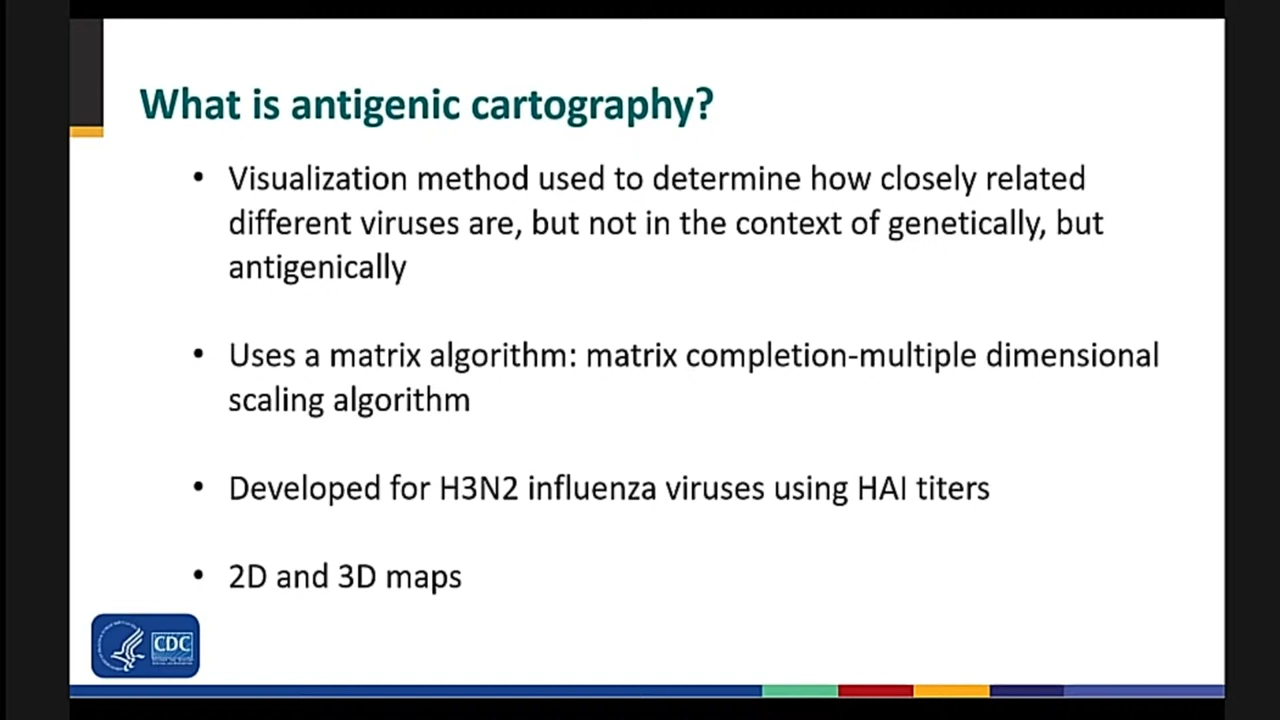 What is antigenic cartography?
• Visualization method used to determine how closely related
different viruses are, but not in the context of genetically, but
antigenically
• Uses a matrix algorithm: matrix completion-multiple dimensional
scaling algorithm
• Developed for H3N2 influenza viruses using HAI titers
• 2D and 3D maps
CDC